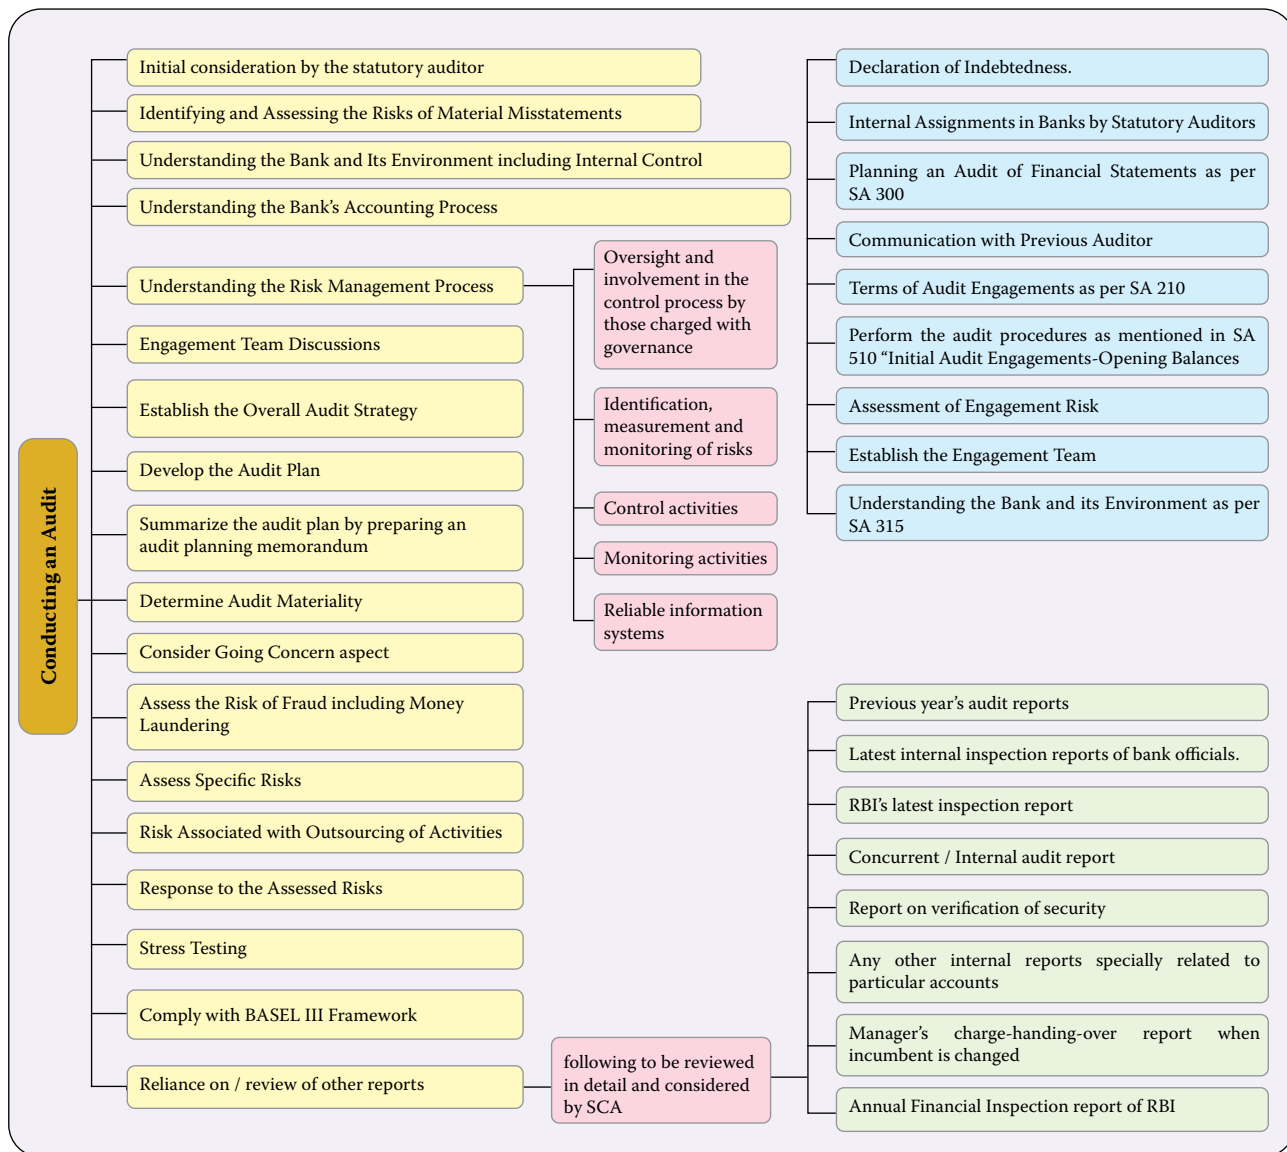 Conducting an Audit
Initial consideration by the statutory auditor
Identifying and Assessing the Risks of Material Misstatements
Understanding the Bank and Its Environment including Internal Control
Understanding the Bank's Accounting Process
Understanding the Risk Management Process
Engagement Team Discussions
Establish the Overall Audit Strategy
Develop the Audit Plan
Summarize the audit plan by preparing an
audit planning memorandum
Determine Audit Materiality
Consider Going Concern aspect
Assess the Risk of Fraud including Money
Laundering
Assess Specific Risks
Risk Associated with Outsourcing of Activities
Response to the Assessed Risks
Stress Testing
Comply with BASEL III Framework
Reliance on / review of other reports
Oversight and
involvement in the
control process by
those charged with
governance
Identification,
measurement and
monitoring of risks
Control activities
Monitoring activities
Reliable information
systems
following to be reviewed
in detail and considered
by SCA
Declaration of Indebtedness.
Internal Assignments in Banks by Statutory Auditors
Planning an Audit of Financial Statements as per
SA 300
Communication with Previous Auditor
Terms of Audit Engagements as per SA 210
Perform the audit procedures as mentioned in SA
510 “Initial Audit Engagements-Opening Balances
Assessment of Engagement Risk
Establish the Engagement Team
Understanding the Bank and its Environment as per
SA 315
Previous year's audit reports
Latest internal inspection reports of bank officials.
RBI's latest inspection report
Concurrent / Internal audit report
Report on verification of security
Any other internal reports specially related to
particular accounts
Manager's charge-handing-over report when
incumbent is changed
Annual Financial Inspection report of RBI